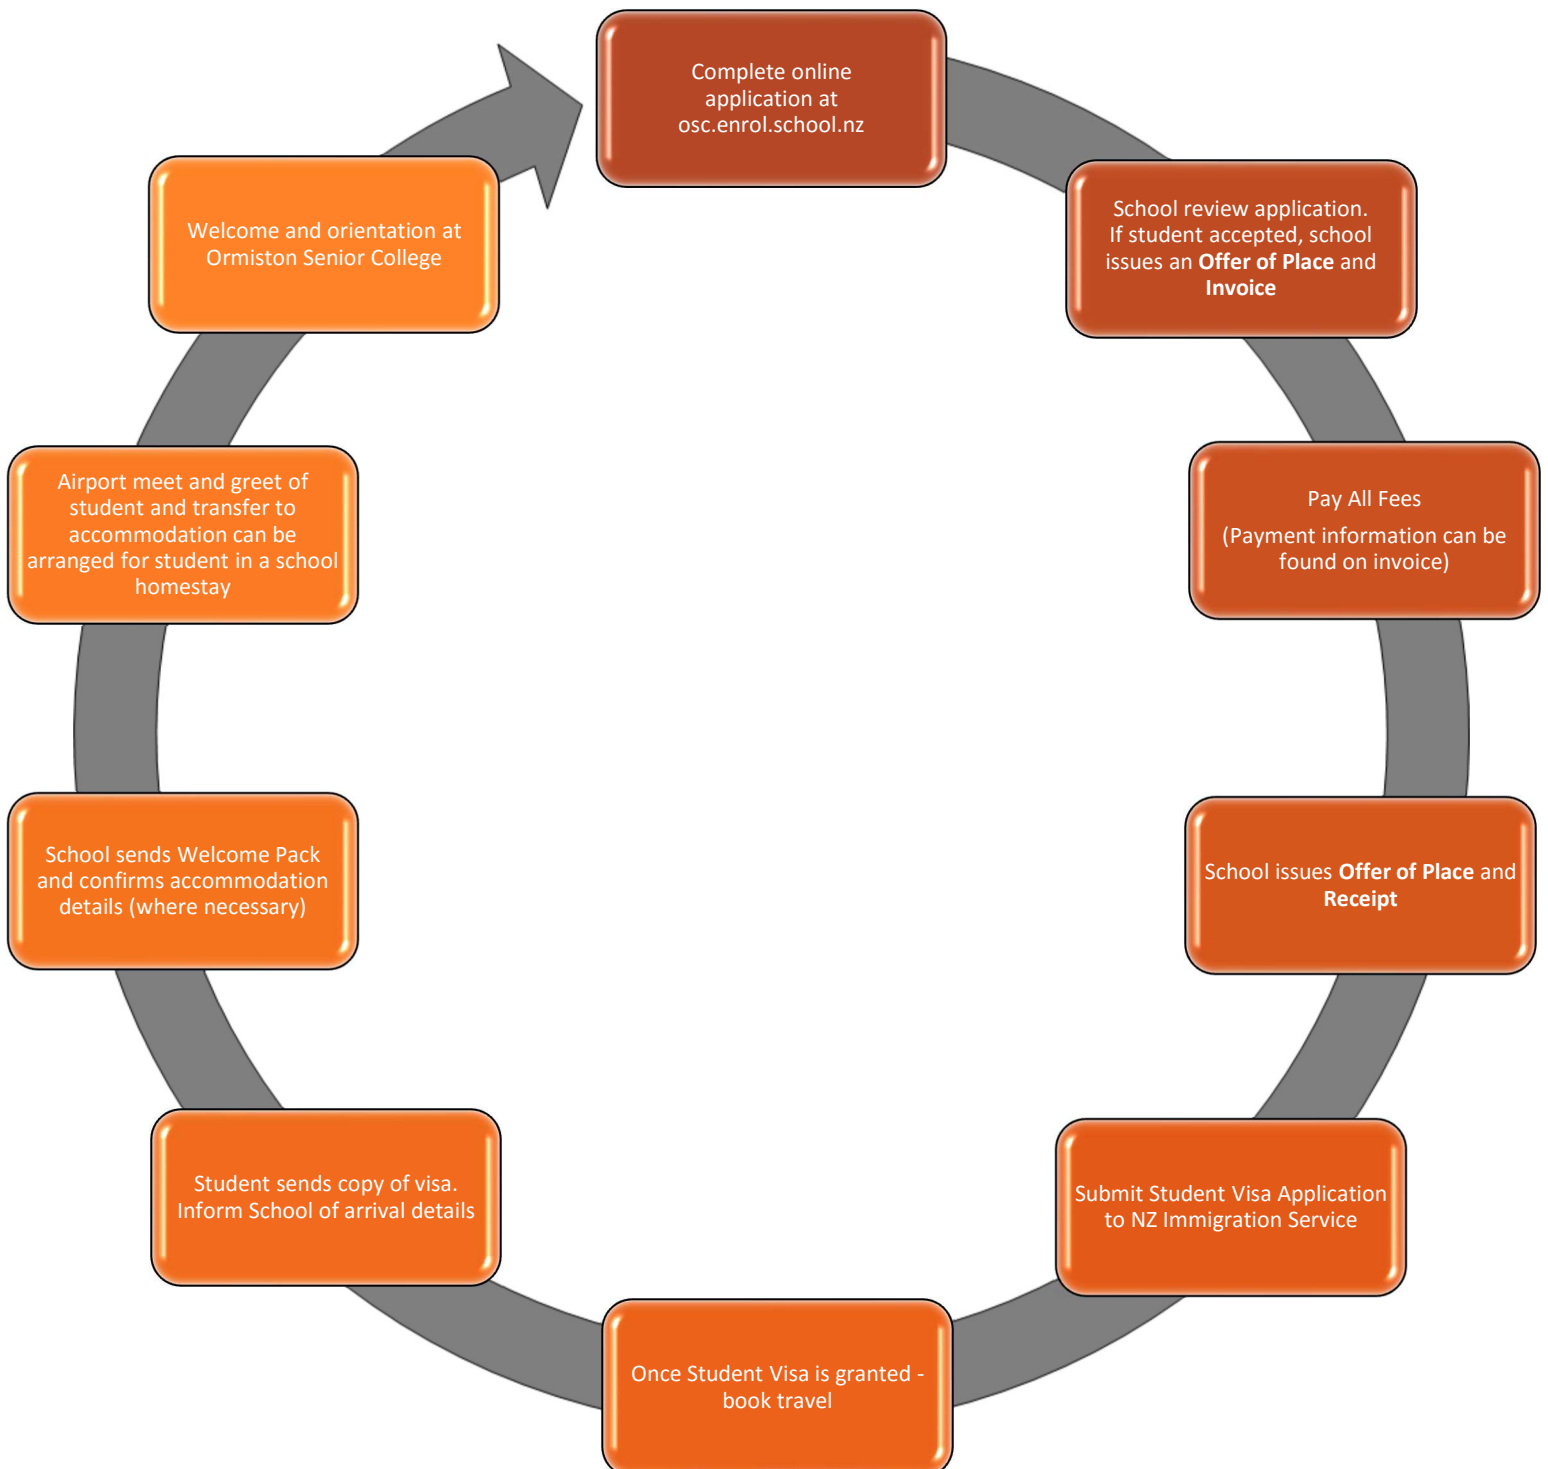 Complete online
application at
osc.enrol.school.nz
School review application.
If student accepted, school
issues an Offer of Place and
Invoice
Pay All Fees
(Payment information can be
found on invoice)
School issues Offer of Place and
Receipt
Submit Student Visa Application
to NZ Immigration Service
Once Student Visa is granted -
book travel
Student sends copy of visa.
Inform School of arrival details
School sends Welcome Pack
and confirms accommodation
details (where necessary)
Airport meet and greet of
student and transfer to
accommodation can be
arranged for student in a school
homestay
Welcome and orientation at
Ormiston Senior College